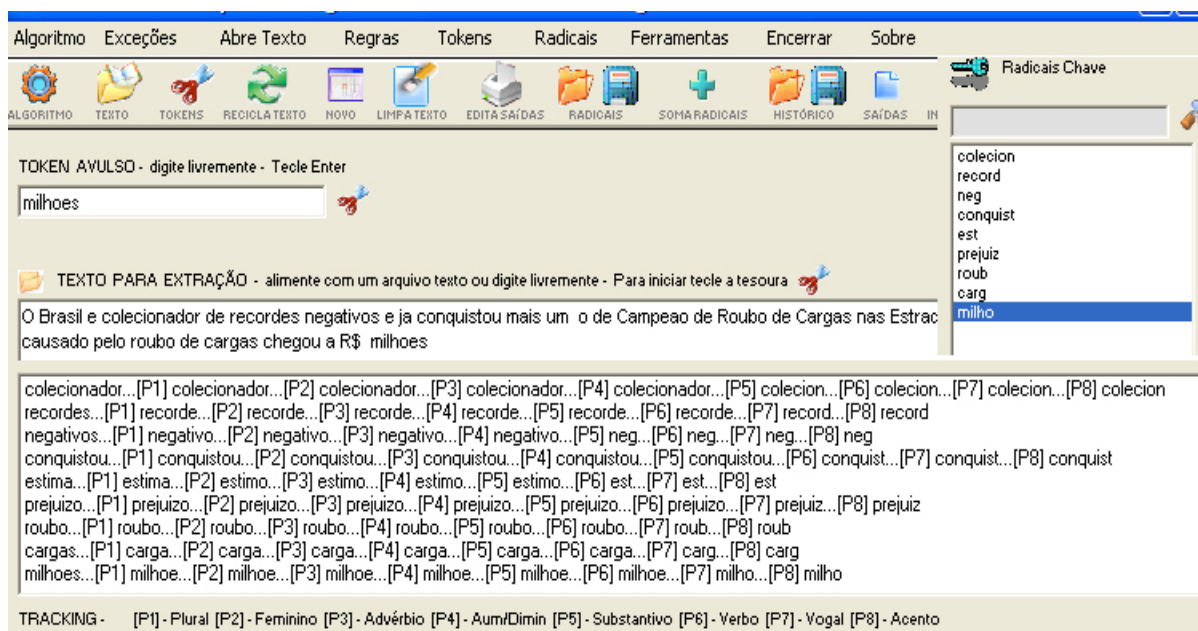 Algoritmo Exceções Abre Texto Regras Tokens Radicais Ferramentas Encerrar Sobre
ALGORITMO TEXTO TOKENS RECICLATEXTO NOVO LIMPATEXTO EDITASAÍDAS RADICAIS SOMARADICAIS HISTÓRICO SAÍDAS IN
Radicais Chave
TOKEN AVULSO - digite livremente - Tecle Enter
milhoes
colecion
record
neg
conquist
est
prejuiz
roub
carg
milho
TEXTO PARA EXTRAÇÃO - alimente com um arquivo texto ou digite livremente - Para iniciar tecle a tesoura
O Brasil e colecionador de recordes negativos e ja conquistou mais um o de Campeao de Roubo de Cargas nas Estrac
causado pelo roubo de cargas chegou a R$ milhoes
colecionador...[P1] colecionador...[P2] colecionador...[P3] colecionador...[P4] colecionador...[P5] colecion...[P6] colecion...[P7] colecion...[P8] colecion
recordes...[P1] recorde...[P2] recorde...[P3] recorde...[P4] recorde...[P5] recorde...[P6] recorde...[P7] record...[P8] record
negativos...[P1] negativo...[P2] negativo...[P3] negativo...[P4] negativo...[P5] neg...[P6] neg...[P7] neg...[P8] neg
conquistou...[P1] conquistou...[P2] conquistou...[P3] conquistou...[P4] conquistou...[P5] conquistou...[P6] conquist...[P7] conquist...[P8] conquist
estima...[P1] estima...[P2] estimo...[P3] estimo...[P4] estimo...[P5] estimo...[P6] est...[P7] est...[P8] est
prejuizo...[P1] prejuizo...[P2] prejuizo...[P3] prejuizo...[P4] prejuizo...[P5] prejuizo...[P6] prejuizo...[P7] prejuiz...[P8] prejuiz
roubo...[P1] roubo...[P2] roubo...[P3] roubo...[P4] roubo...[P5] roubo...[P6] roubo...[P7] roub...[P8] roub
cargas...[P1] carga...[P2] carga...[P3] carga...[P4] carga...[P5] carga...[P6] carga...[P7] carg...[P8] carg
milhoes...[P1] milhoe...[P2] milhoe...[P3] milhoe...[P4] milhoe...[P5] milhoe...[P6] milhoe...[P7] milho...[P8] milho
TRACKING - [P1] - Plural [P2] - Feminino [P3] - Advérbio [P4] - Aum/Dimin [P5] - Substantivo [P6] - Verbo [P7] - Vogal [P8] - Acento